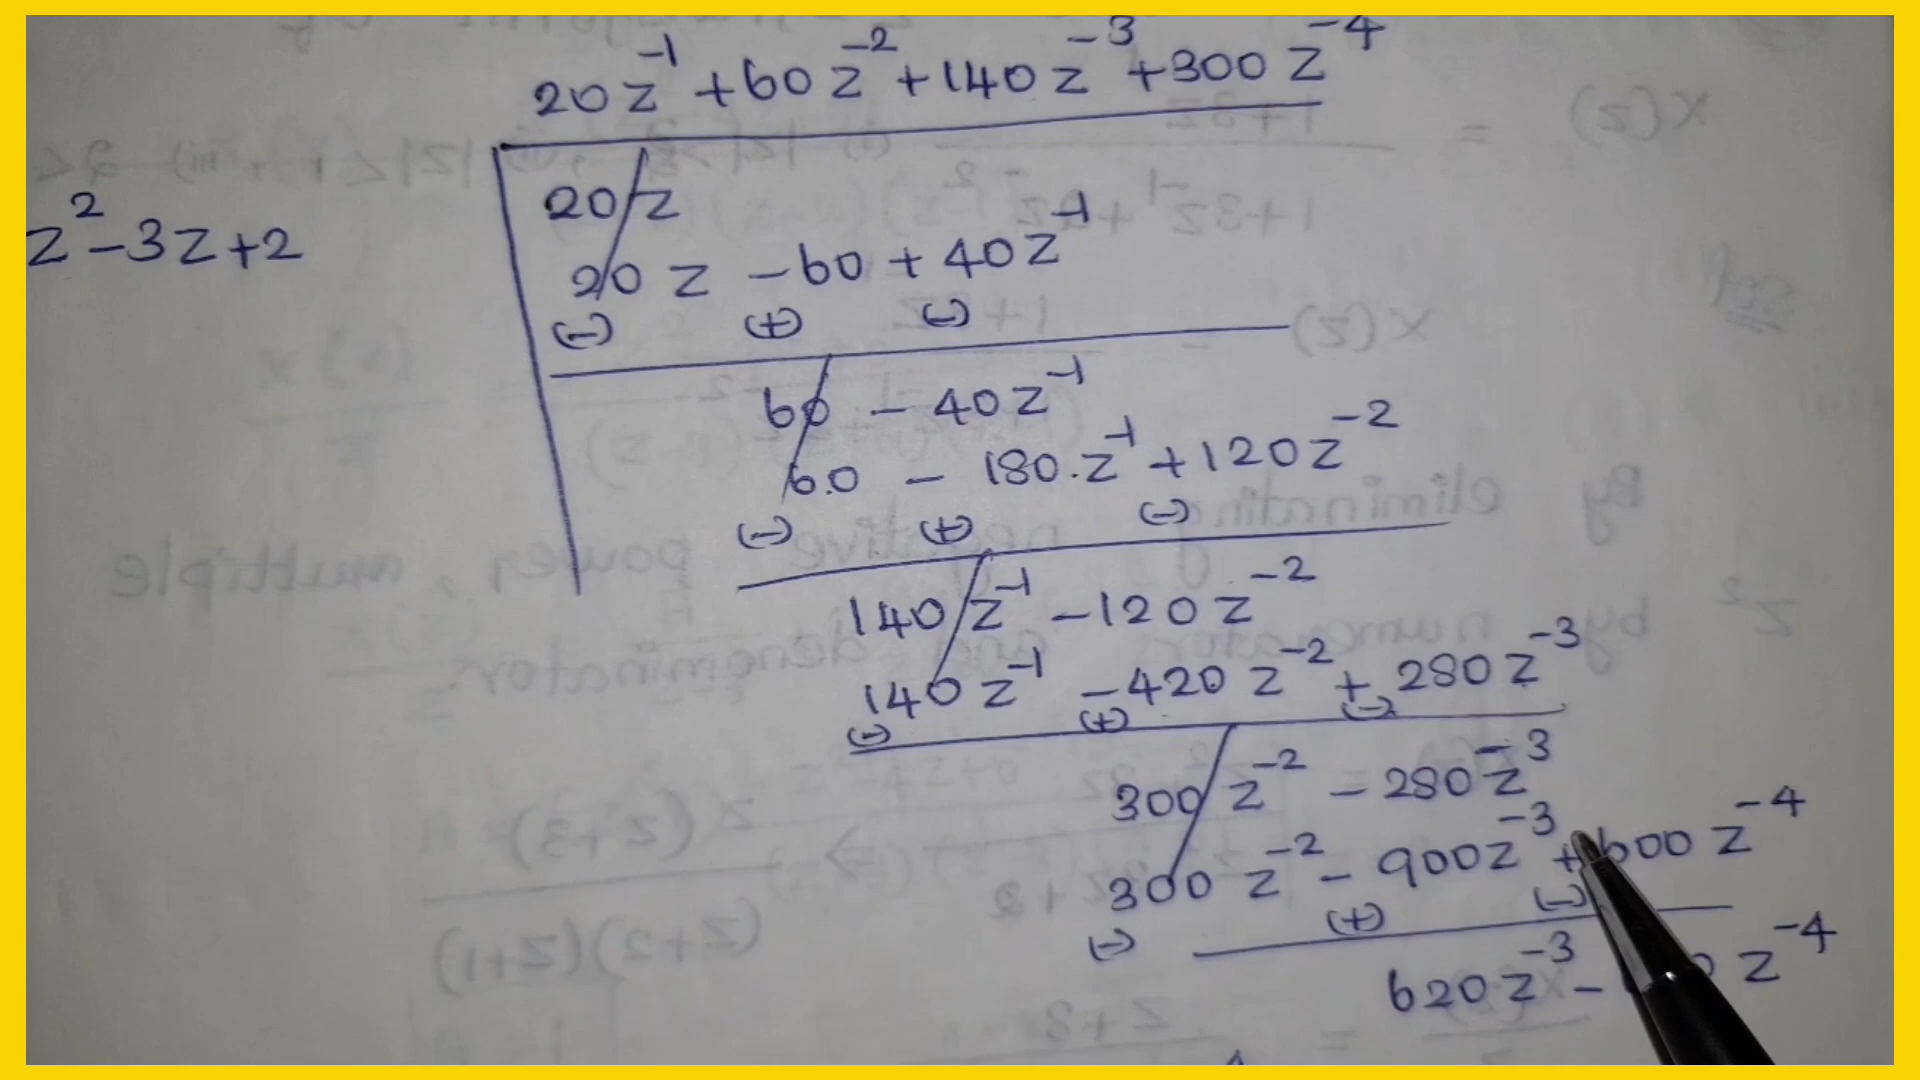 20z⁻¹ + 60z⁻² + 140z⁻³ + 300z⁻⁴
z² - 3z + 2
20z
20z - 60 + 40z⁻¹
(-) (+) (-)
60 - 40z⁻¹
60 - 180.z⁻¹ + 120z⁻²
(-) (+) (-)
140z⁻¹ - 120z⁻²
140z⁻¹ - 420z⁻² + 280z⁻³
(-) (+) (-)
300z⁻² - 280z⁻³
300z⁻² - 900z⁻³ + 600z⁻⁴
(-) (+) (-)
620z⁻³ - z⁻⁴